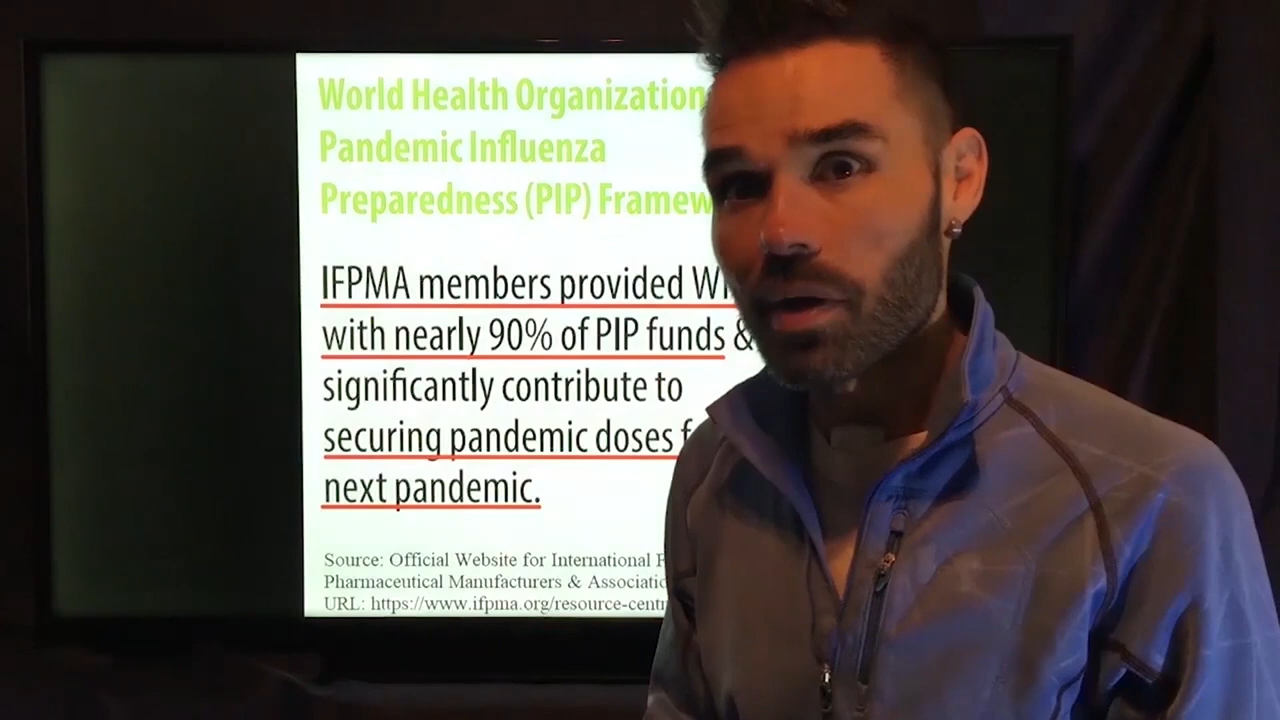 World Health Organization
Pandemic Influenza
Preparedness (PIP)
IFPMA members provided
with nearly 90% of PIP funds &
significantly contribute to
securing pandemic doses
next pandemic.
Source: Official Website for International
Pharmaceutical Manufacturers &
URL: https://www.ifpma.org/resource-centr